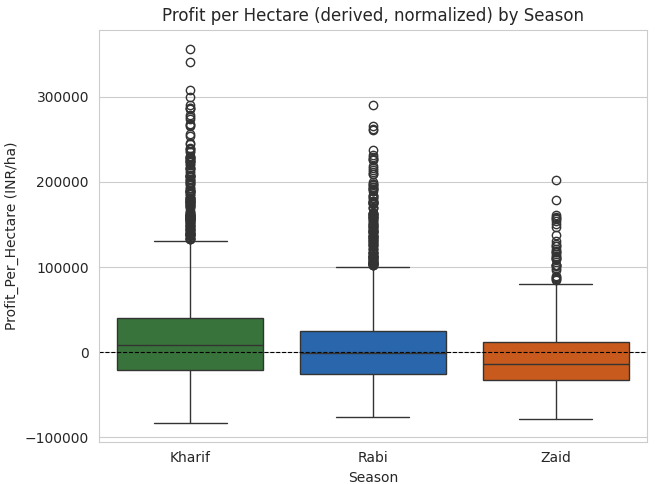 Profit per Hectare (derived, normalized) by Season
Profit_Per_Hectare (INR/ha)
300000
200000
100000
0
−100000
Kharif
Rabi
Zaid
Season